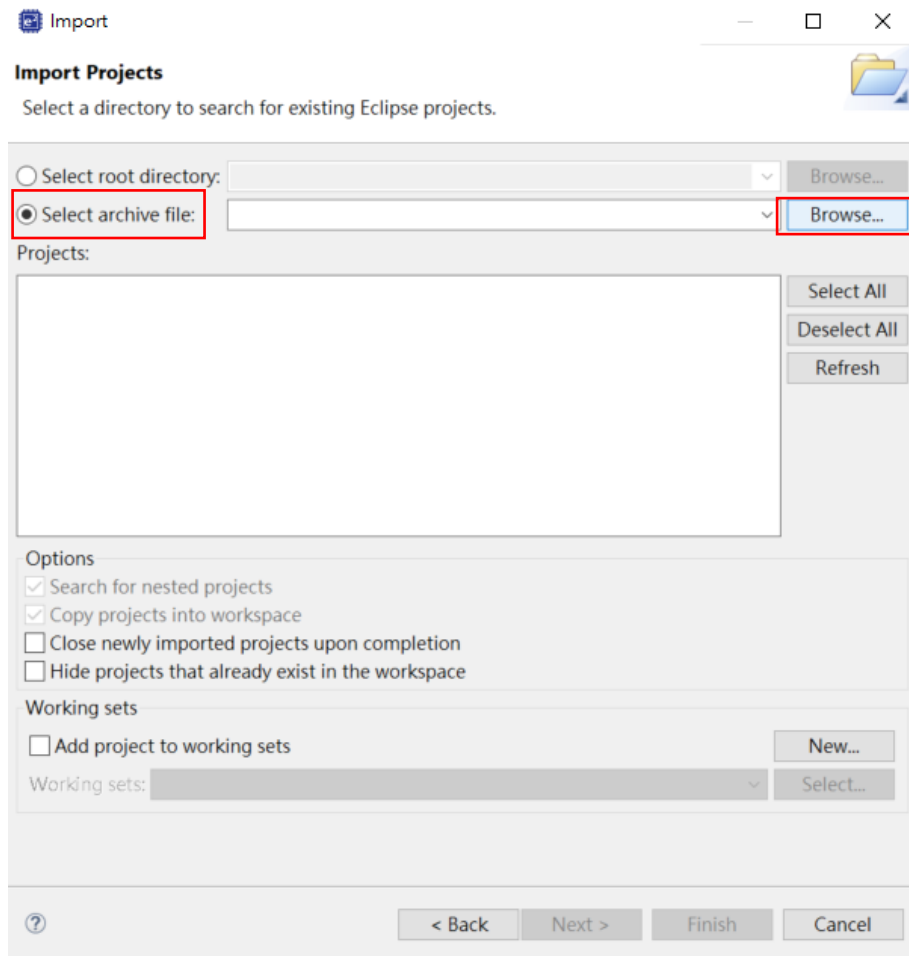 Import
Import Projects
Select a directory to search for existing Eclipse projects.
Select root directory: Browse...
Select archive file: Browse...
Projects:
Select All
Deselect All
Refresh
Options
Search for nested projects
Copy projects into workspace
Close newly imported projects upon completion
Hide projects that already exist in the workspace
Working sets
Add project to working sets New...
Working sets: Select...
? < Back Next > Finish Cancel